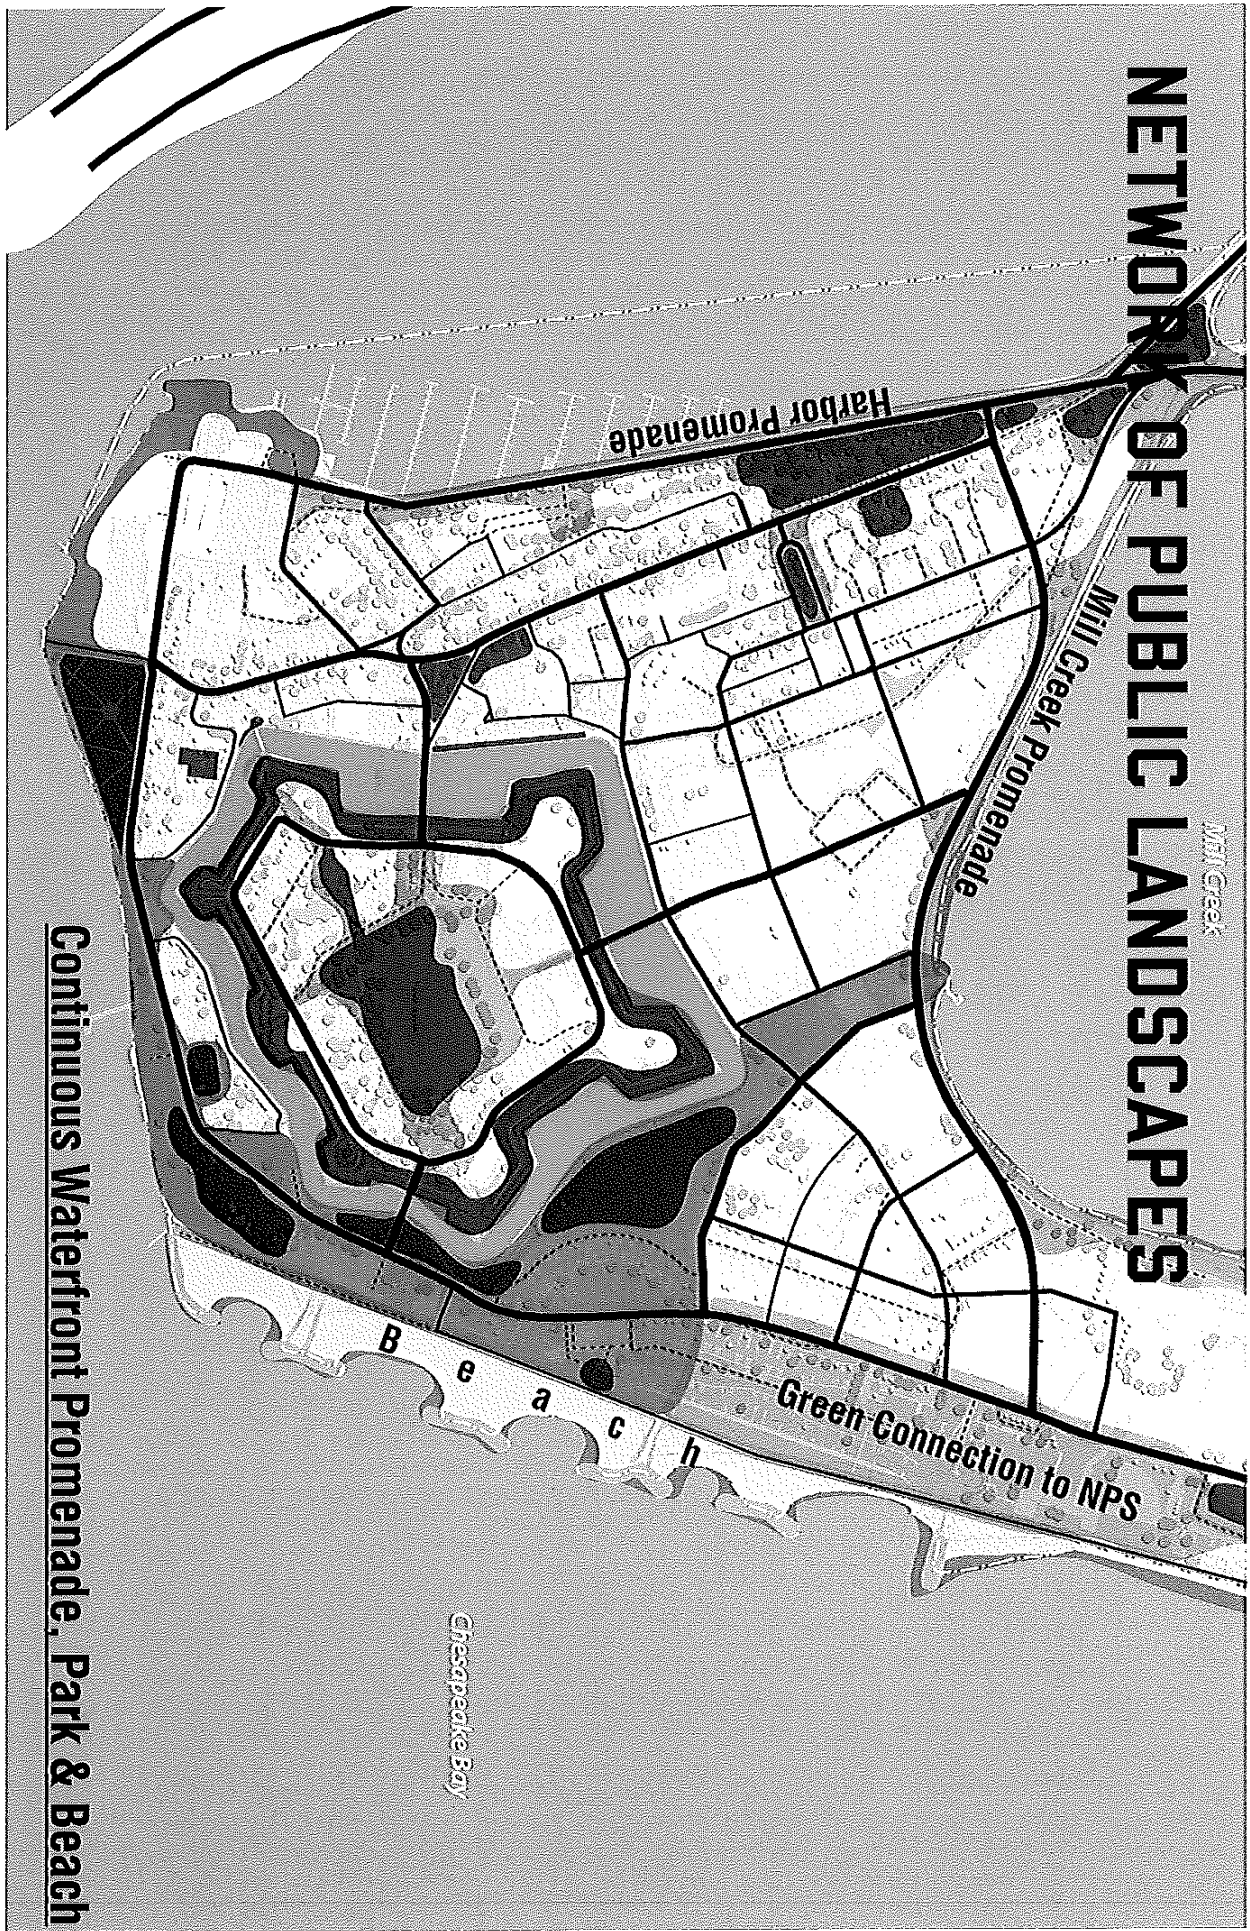 NETWORK OF PUBLIC LANDSCAPES
Mill Creek
Mill Creek Promenade
Harbor Promenade
Green Connection to NPS
Beach
Chesapeake Bay
Continuous Waterfront Promenade, Park & Beach